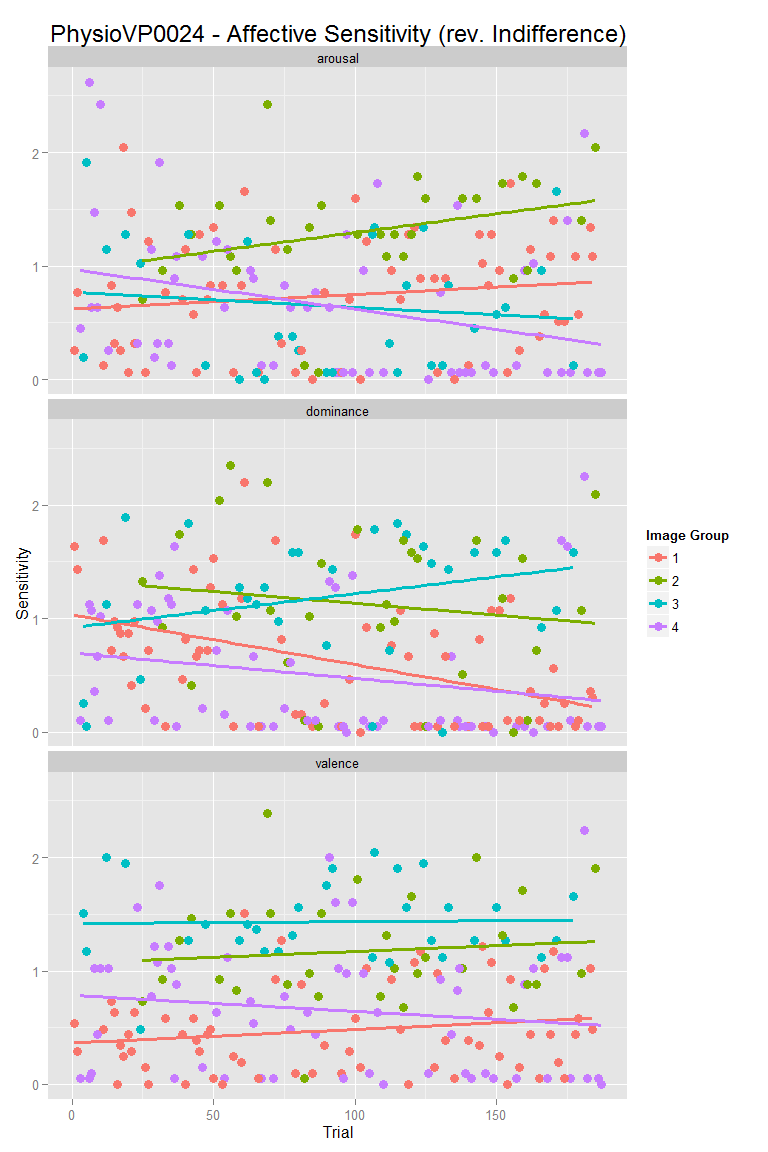 PhysioVP0024 - Affective Sensitivity (rev. Indifference)
arousal
2
1
0
dominance
2
1
0
Sensitivity
Image Group
1
2
3
4
valence
2
1
0
0 50 100 150
Trial